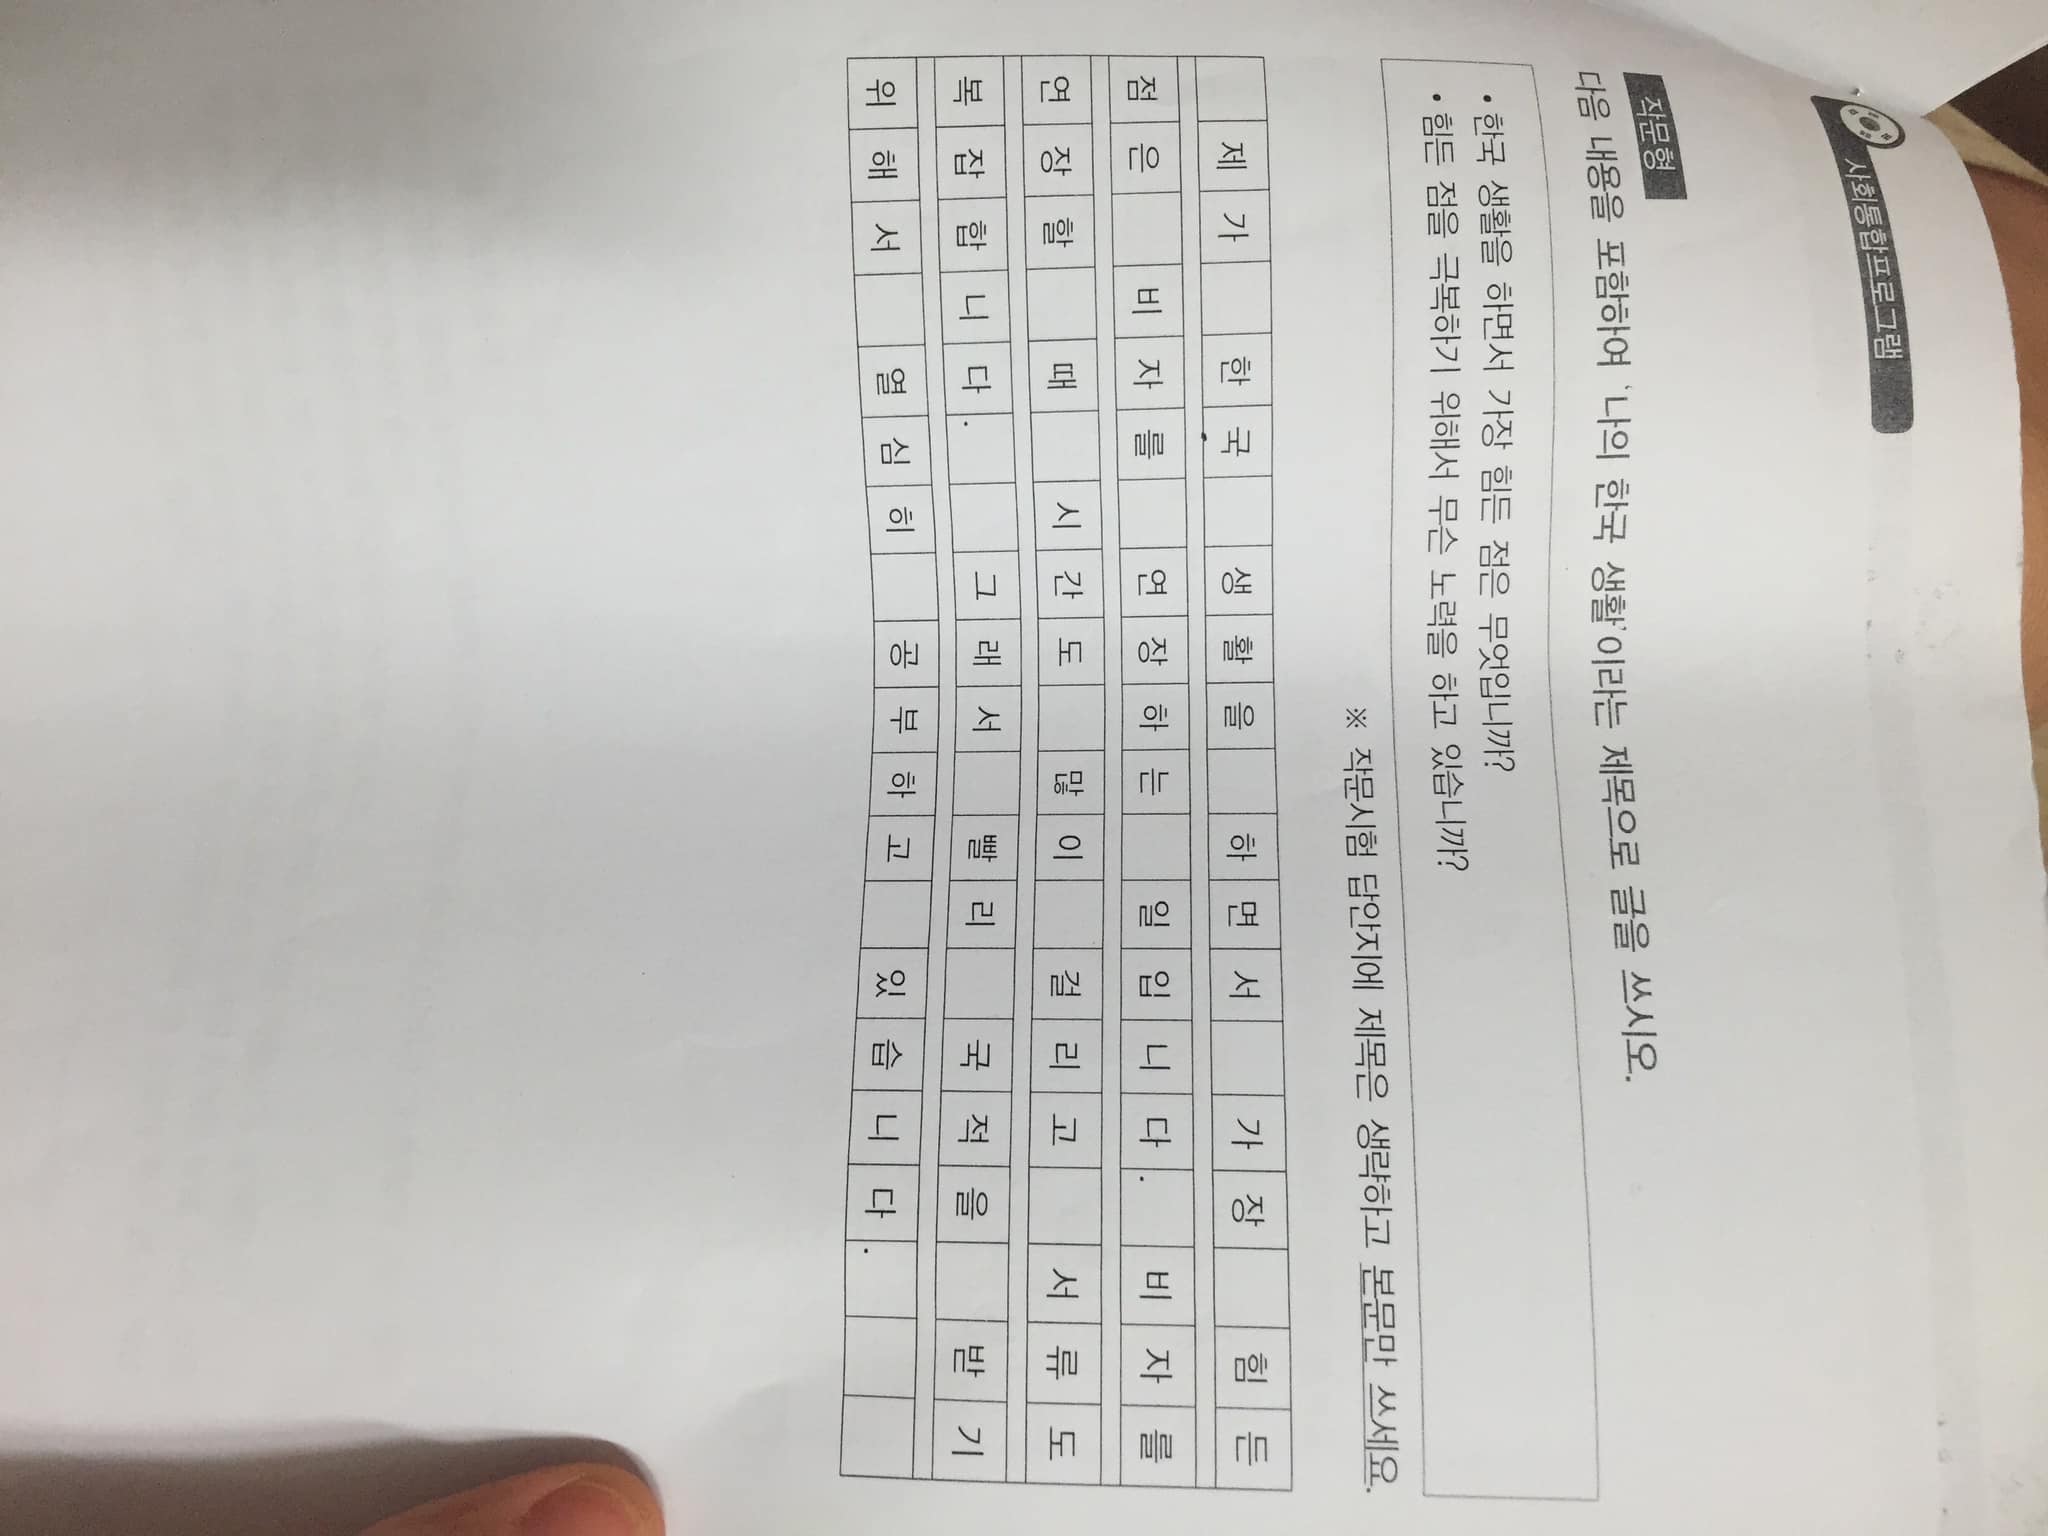 사회통합프로그램
작문형
다음 내용을 포함하여 '나의 한국 생활'이라는 제목으로 글을 쓰시오.
• 한국 생활을 하면서 가장 힘든 점은 무엇입니까?
• 힘든 점을 극복하기 위해서 무슨 노력을 하고 있습니까?
※ 작문시험 답안지에 제목은 생략하고 본문만 쓰세요.
제가 한국 생활을 하면서 가장 힘든
점은 비자를 연장하는 일입니다. 비자를
연장할 때 시간도 많이 걸리고 서류도
복잡합니다. 그래서 빨리 국적을 받기
위해서 열심히 공부하고 있습니다.